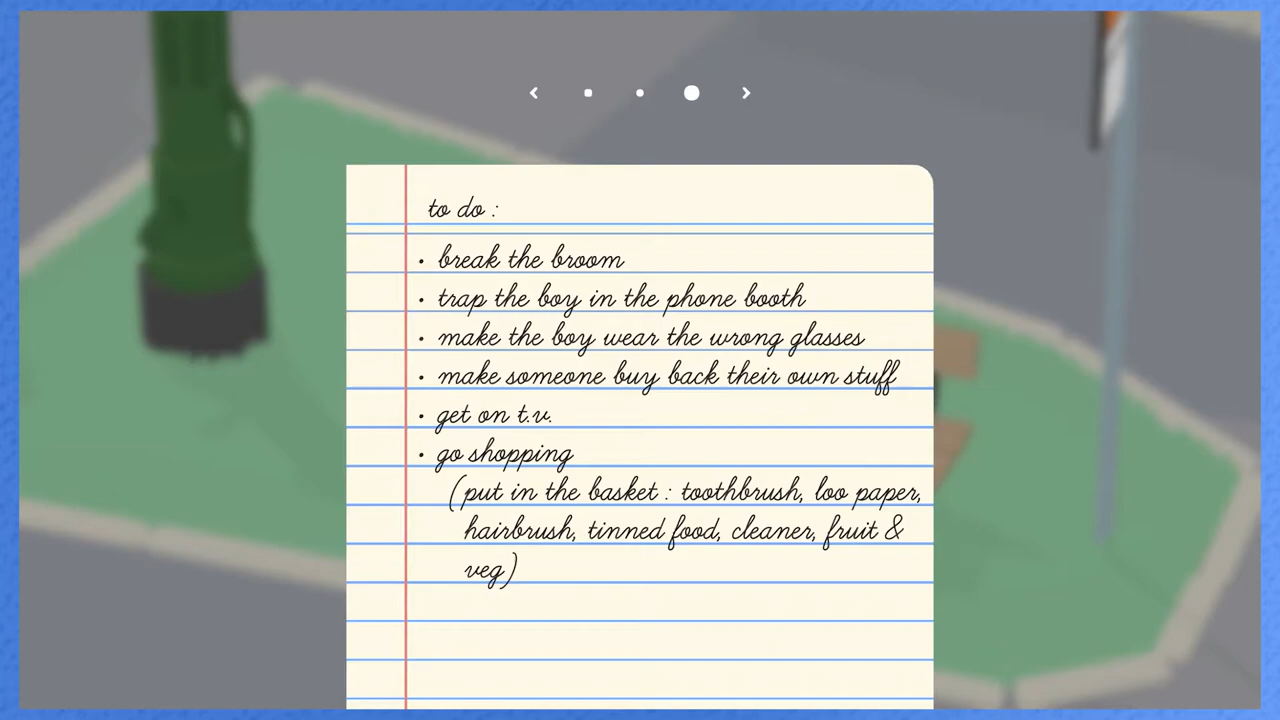 to do :
• break the broom
• trap the boy in the phone booth
• make the boy wear the wrong glasses
• make someone buy back their own stuff
• get on t.v.
• go shopping
(put in the basket : toothbrush, loo paper,
hairbrush, tinned food, cleaner, fruit &
veg)